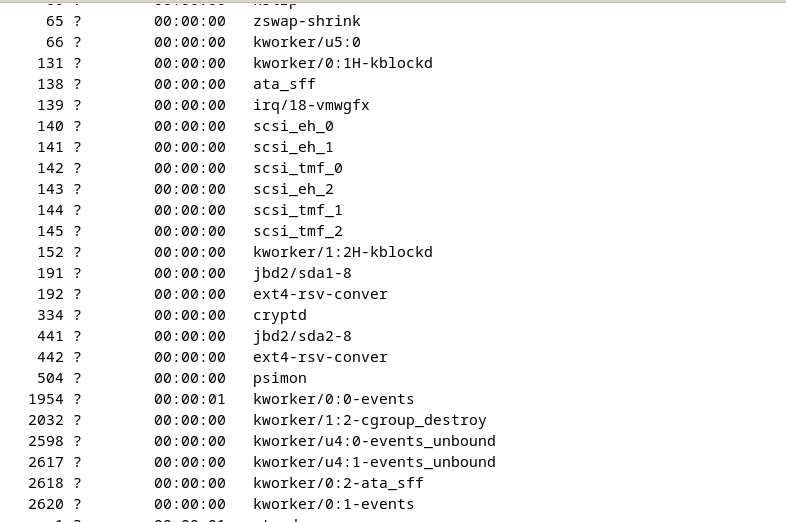 65 ? 00:00:00 zswap-shrink
66 ? 00:00:00 kworker/u5:0
131 ? 00:00:00 kworker/0:1H-kblockd
138 ? 00:00:00 ata_sff
139 ? 00:00:00 irq/18-vmwgfx
140 ? 00:00:00 scsi_eh_0
141 ? 00:00:00 scsi_eh_1
142 ? 00:00:00 scsi_tmf_0
143 ? 00:00:00 scsi_eh_2
144 ? 00:00:00 scsi_tmf_1
145 ? 00:00:00 scsi_tmf_2
152 ? 00:00:00 kworker/1:2H-kblockd
191 ? 00:00:00 jbd2/sda1-8
192 ? 00:00:00 ext4-rsv-conver
334 ? 00:00:00 cryptd
441 ? 00:00:00 jbd2/sda2-8
442 ? 00:00:00 ext4-rsv-conver
504 ? 00:00:00 psimon
1954 ? 00:00:01 kworker/0:0-events
2032 ? 00:00:00 kworker/1:2-cgroup_destroy
2598 ? 00:00:00 kworker/u4:0-events_unbound
2617 ? 00:00:00 kworker/u4:1-events_unbound
2618 ? 00:00:00 kworker/0:2-ata_sff
2620 ? 00:00:00 kworker/0:1-events